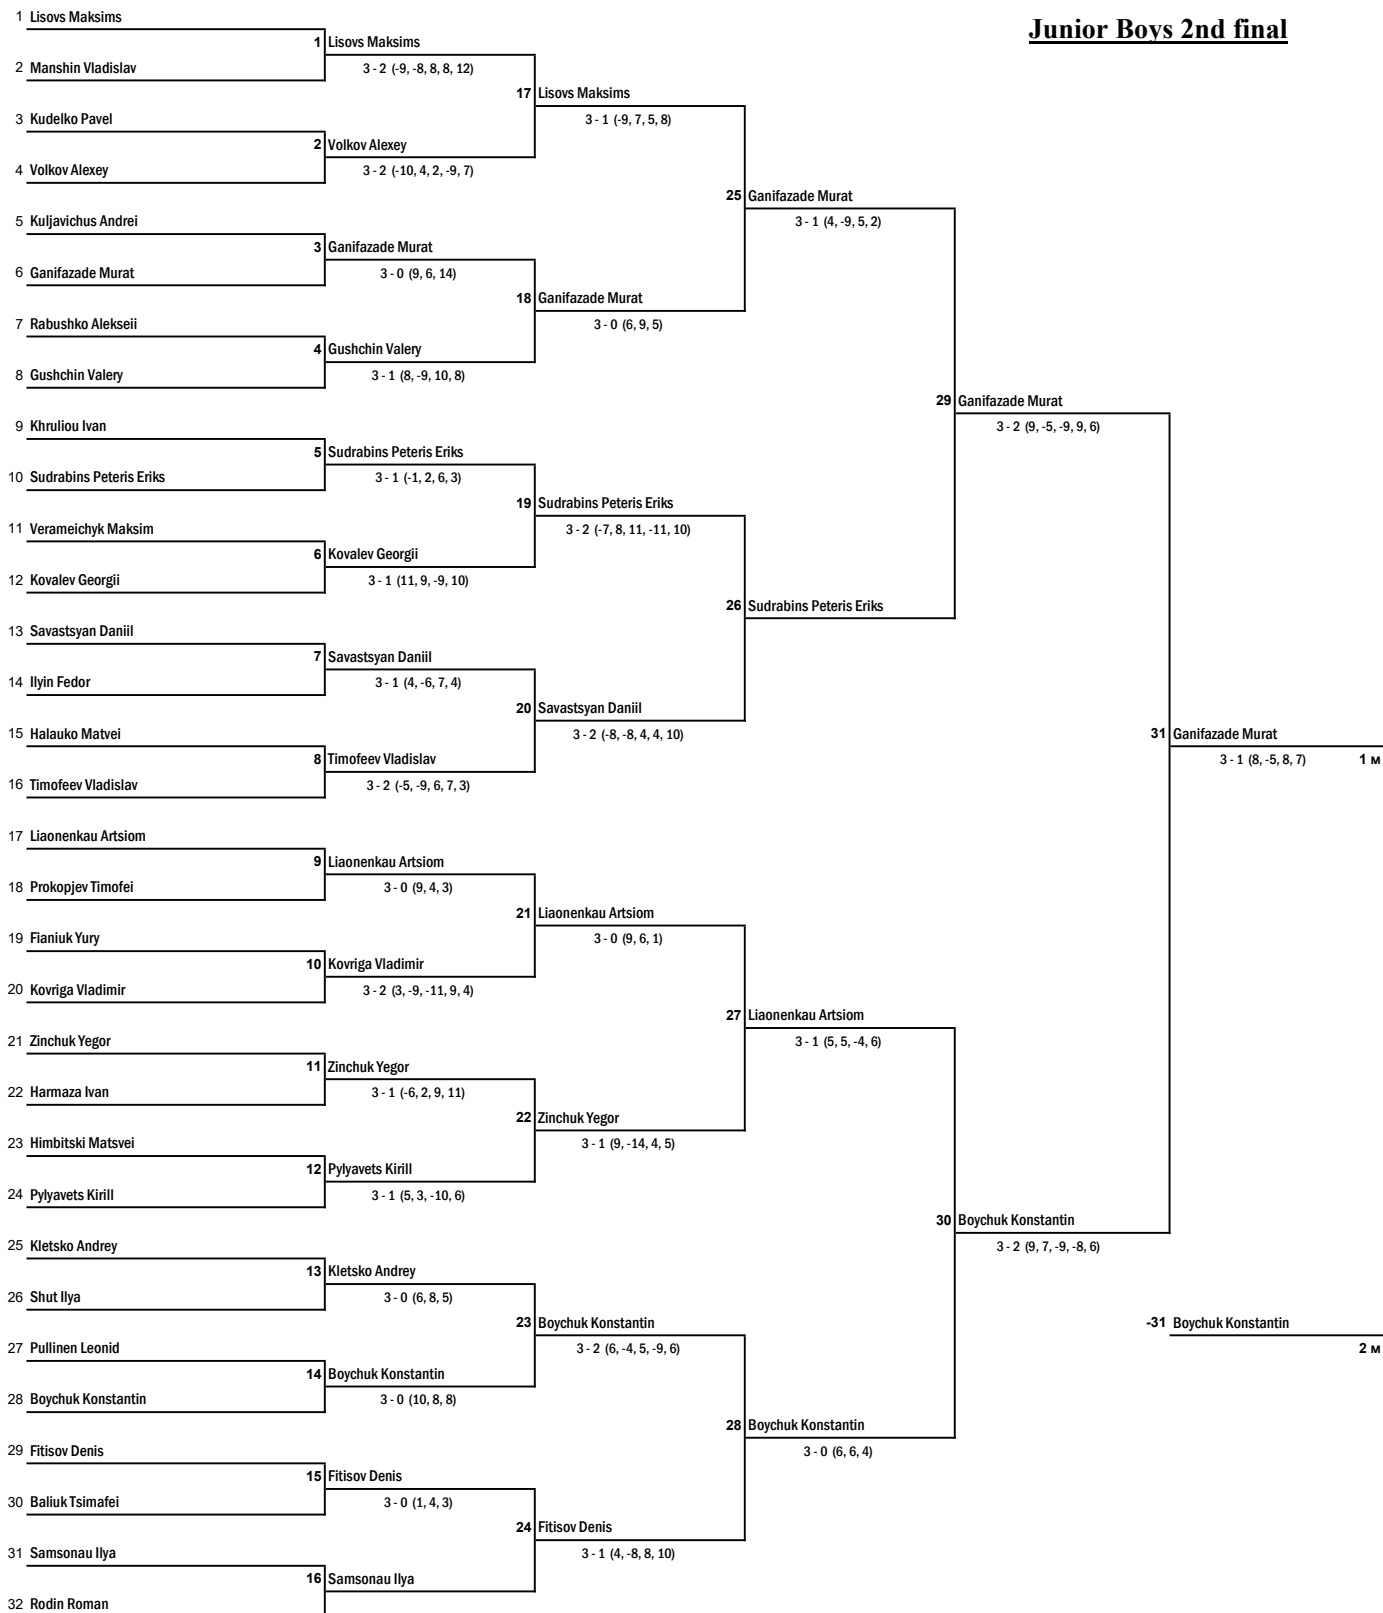 Junior Boys 2nd final
1 Lisovs Maksims
1 Lisovs Maksims
2 Manshin Vladislav
3 - 2 (-9, -8, 8, 8, 12)
17 Lisovs Maksims
3 Kudelko Pavel
3 - 1 (-9, 7, 5, 8)
2 Volkov Alexey
4 Volkov Alexey
3 - 2 (-10, 4, 2, -9, 7)
25 Ganifazade Murat
5 Kuljavichus Andrei
3 - 1 (4, -9, 5, 2)
3 Ganifazade Murat
6 Ganifazade Murat
3 - 0 (9, 6, 14)
18 Ganifazade Murat
7 Rabushko Alekseii
3 - 0 (6, 9, 5)
4 Gushchin Valery
8 Gushchin Valery
3 - 1 (8, -9, 10, 8)
29 Ganifazade Murat
9 Khruliou Ivan
3 - 2 (9, -5, -9, 9, 6)
5 Sudrabins Peteris Eriks
10 Sudrabins Peteris Eriks
3 - 1 (-1, 2, 6, 3)
19 Sudrabins Peteris Eriks
11 Verameichyk Maksim
3 - 2 (-7, 8, 11, -11, 10)
6 Kovalev Georgii
12 Kovalev Georgii
3 - 1 (11, 9, -9, 10)
26 Sudrabins Peteris Eriks
13 Savastsyan Daniil
7 Savastsyan Daniil
14 Ilyin Fedor
3 - 1 (4, -6, 7, 4)
20 Savastsyan Daniil
15 Halauko Matvei
3 - 2 (-8, -8, 4, 4, 10)
31 Ganifazade Murat
8 Timofeev Vladislav
3 - 1 (8, -5, 8, 7) 1 м
16 Timofeev Vladislav
3 - 2 (-5, -9, 6, 7, 3)
17 Liaonenkau Artsiom
9 Liaonenkau Artsiom
18 Prokopjev Timofei
3 - 0 (9, 4, 3)
21 Liaonenkau Artsiom
19 Fianiuk Yury
3 - 0 (9, 6, 1)
10 Kovriga Vladimir
20 Kovriga Vladimir
3 - 2 (3, -9, -11, 9, 4)
27 Liaonenkau Artsiom
21 Zinchuk Yegor
3 - 1 (5, 5, -4, 6)
11 Zinchuk Yegor
22 Harmaza Ivan
3 - 1 (-6, 2, 9, 11)
22 Zinchuk Yegor
23 Himbitski Matsvei
3 - 1 (9, -14, 4, 5)
12 Pylyavets Kirill
24 Pylyavets Kirill
3 - 1 (5, 3, -10, 6)
30 Boychuk Konstantin
25 Kletsko Andrey
3 - 2 (9, 7, -9, -8, 6)
13 Kletsko Andrey
26 Shut Ilya
3 - 0 (6, 8, 5)
23 Boychuk Konstantin
-31 Boychuk Konstantin
27 Pullinen Leonid
3 - 2 (6, -4, 5, -9, 6)
2 м
14 Boychuk Konstantin
28 Boychuk Konstantin
3 - 0 (10, 8, 8)
28 Boychuk Konstantin
29 Fitisov Denis
3 - 0 (6, 6, 4)
15 Fitisov Denis
30 Baliuk Tsimafei
3 - 0 (1, 4, 3)
24 Fitisov Denis
31 Samsonau Ilya
3 - 1 (4, -8, 8, 10)
16 Samsonau Ilya
32 Rodin Roman